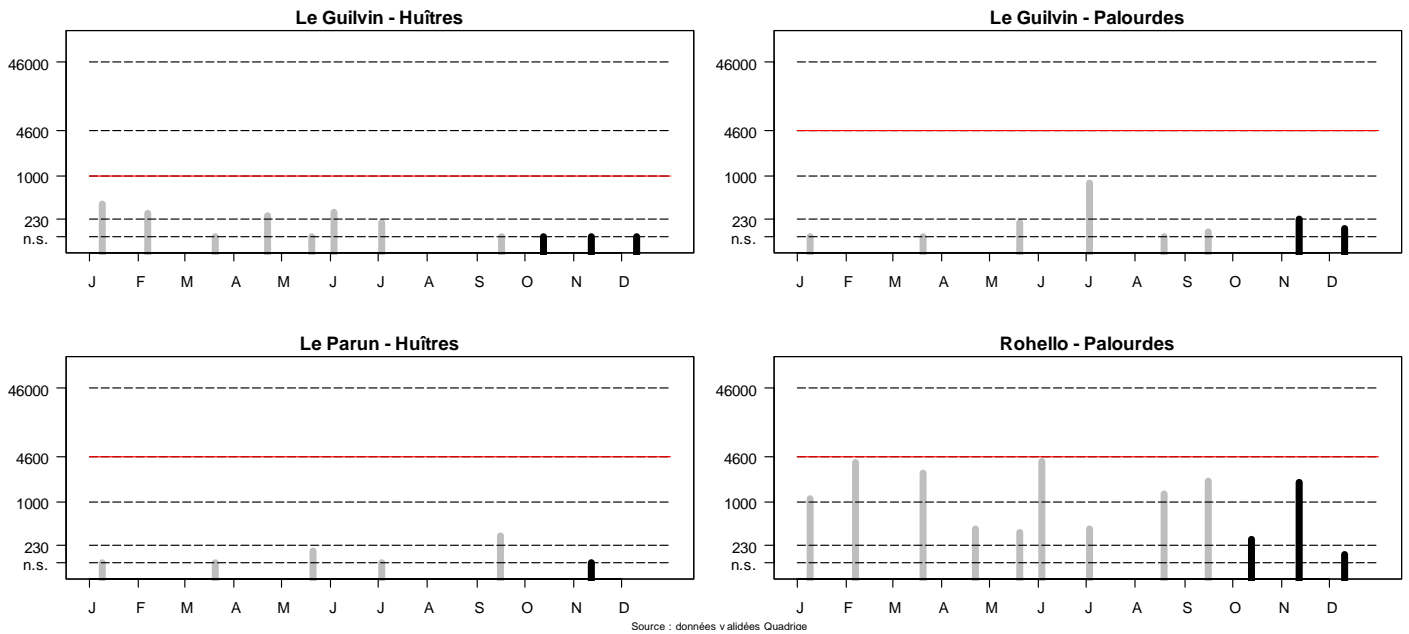 Le Guilvin - Huîtres
46000
4600
1000
230
n.s.
J F M A M J J A S O N D
Le Guilvin - Palourdes
46000
4600
1000
230
n.s.
J F M A M J J A S O N D
Le Parun - Huîtres
46000
4600
1000
230
n.s.
J F M A M J J A S O N D
Rohello - Palourdes
46000
4600
1000
230
n.s.
J F M A M J J A S O N D
Source : données validées Quadrige